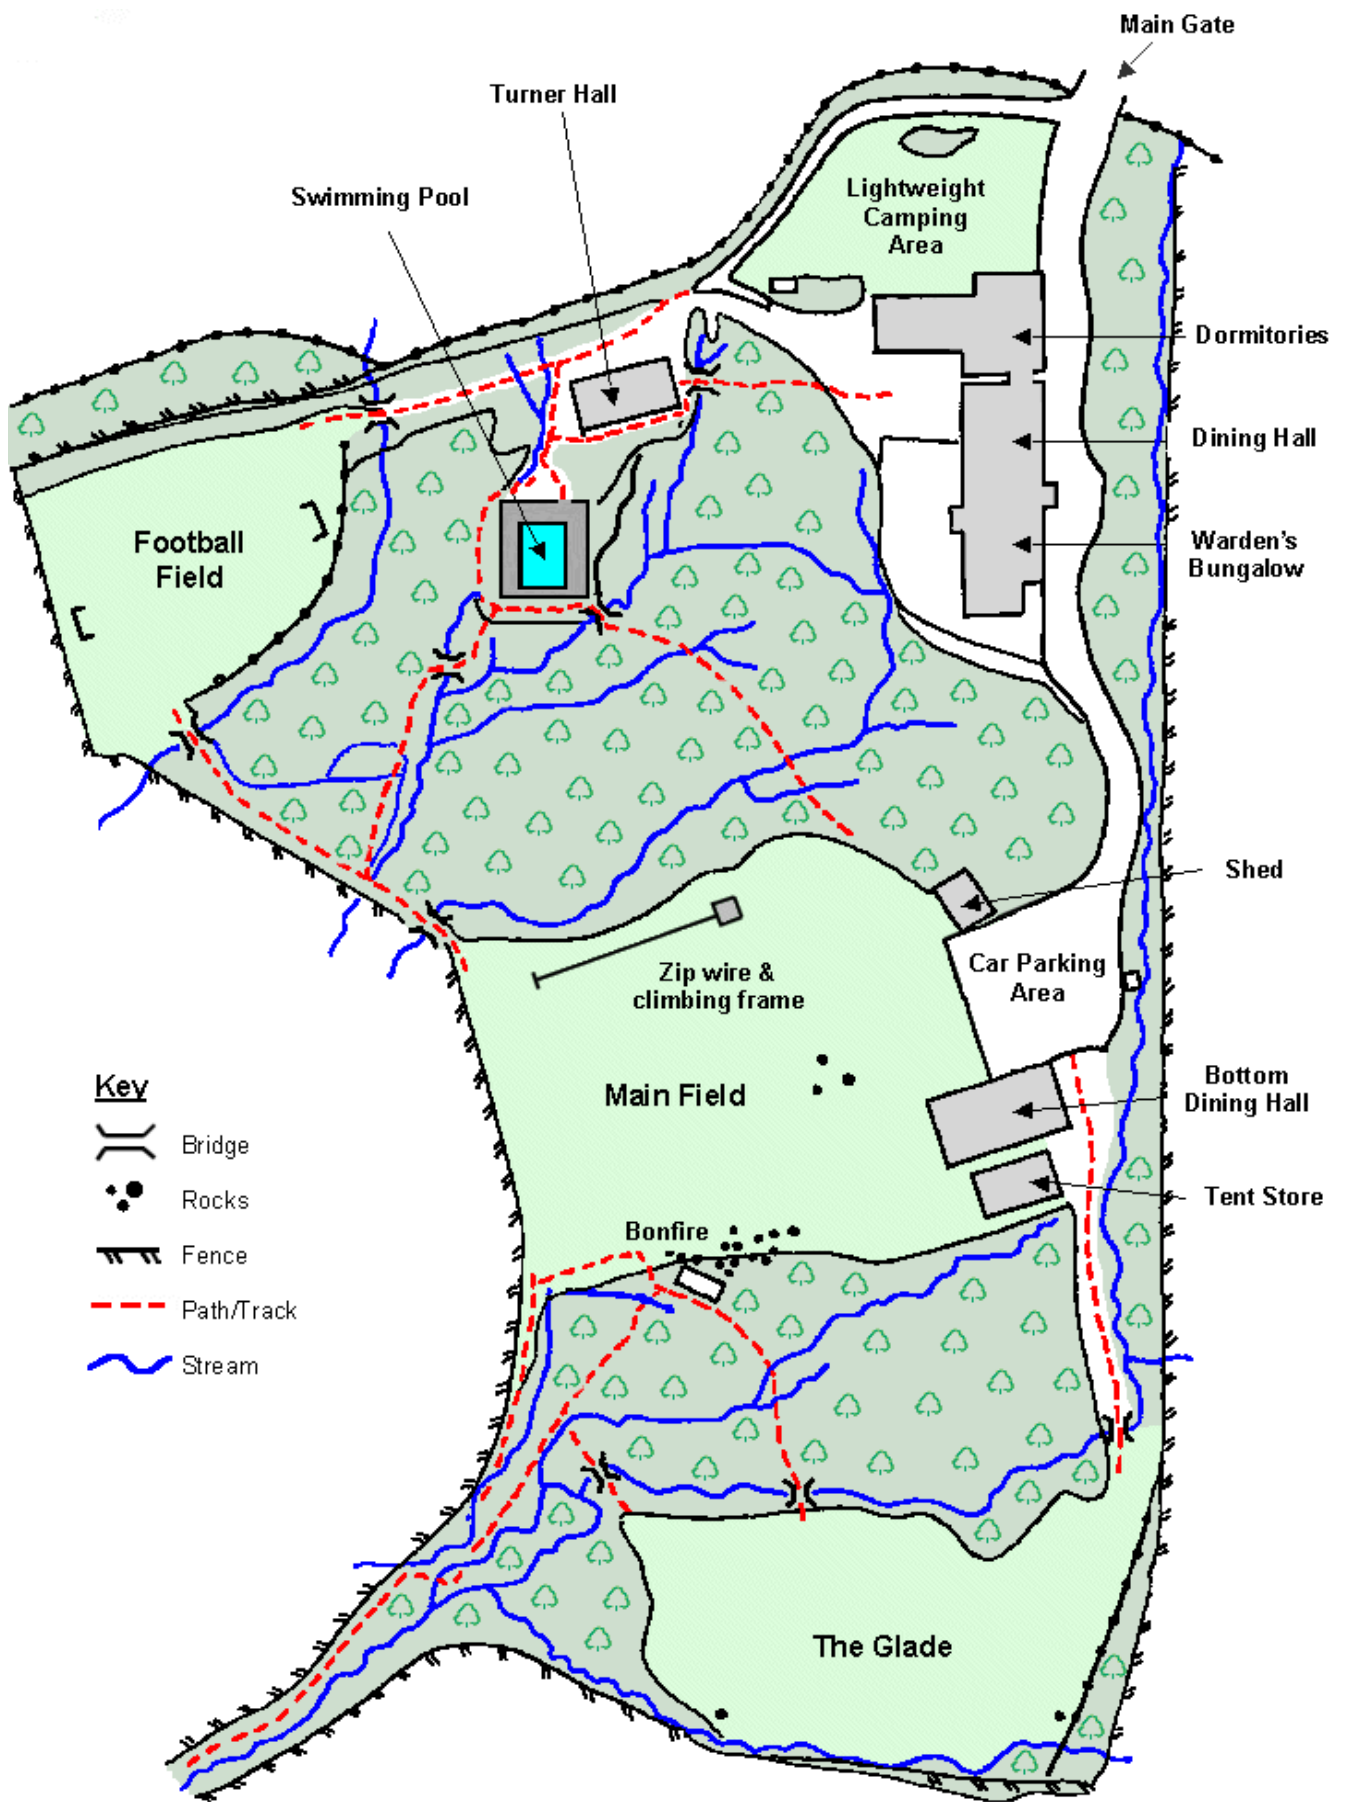 Main Gate
Turner Hall
Swimming Pool
Lightweight
Camping
Area
Dormitories
Dining Hall
Football
Field
Warden's
Bungalow
Shed
Car Parking
Area
Zip wire &
climbing frame
Main Field
Bottom
Dining Hall
Tent Store
Bonfire
Key
Bridge
Rocks
Fence
Path/Track
Stream
The Glade